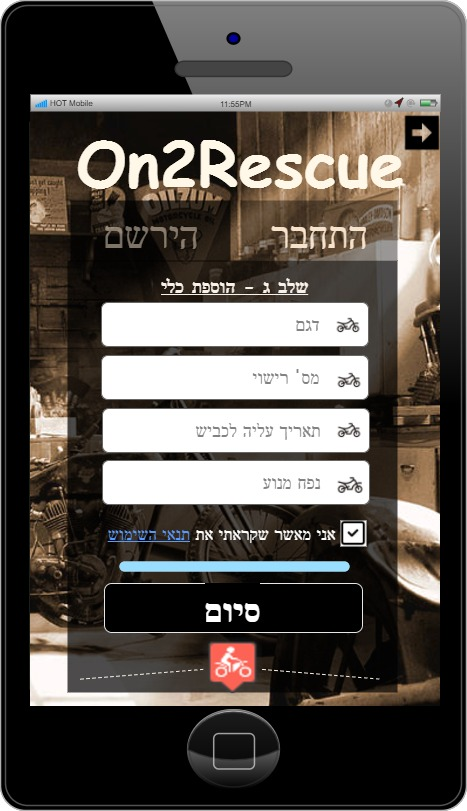 HOT Mobile
11:55PM
On2Rescue
התחבר
הירשם
שלב ג - הוספת כלי
דגם
מס' רישוי
תאריך עליה לכביש
נפח מנוע
אני מאשר שקראתי את תנאי השימוש
סיום